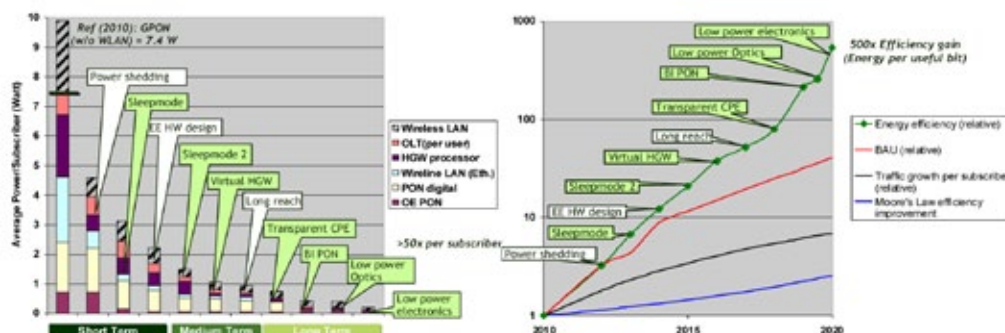 Ref (2010): GPON
(w/o WLAN) = 7.4 W
Average Power/Subscriber (Watt)
10
9
8
7
6
5
4
3
2
1
0
Power shedding
Sleepmode
EE HW design
Sleepmode 2
Virtual HGW
Long reach
Transparent CPE
BI PON
Low power
Optics
Low power
electronics
Wireless LAN
OLT(per user)
HGW processor
Wireline LAN (Eth.)
PON digital
OE PON
>50x per subscriber
Short Term
Medium Term
Long Term
1000
100
10
1
2010
2015
2020
Low power electronics
Low power Optics
BI PON
Transparent CPE
Long reach
Virtual HGW
Sleepmode 2
EE HW design
Sleepmode
Power shedding
500x Efficiency gain
(Energy per useful bit)
Energy efficiency (relative)
BAU (relative)
Traffic growth per subscribe
(relative)
Moore's Law efficiency
improvement